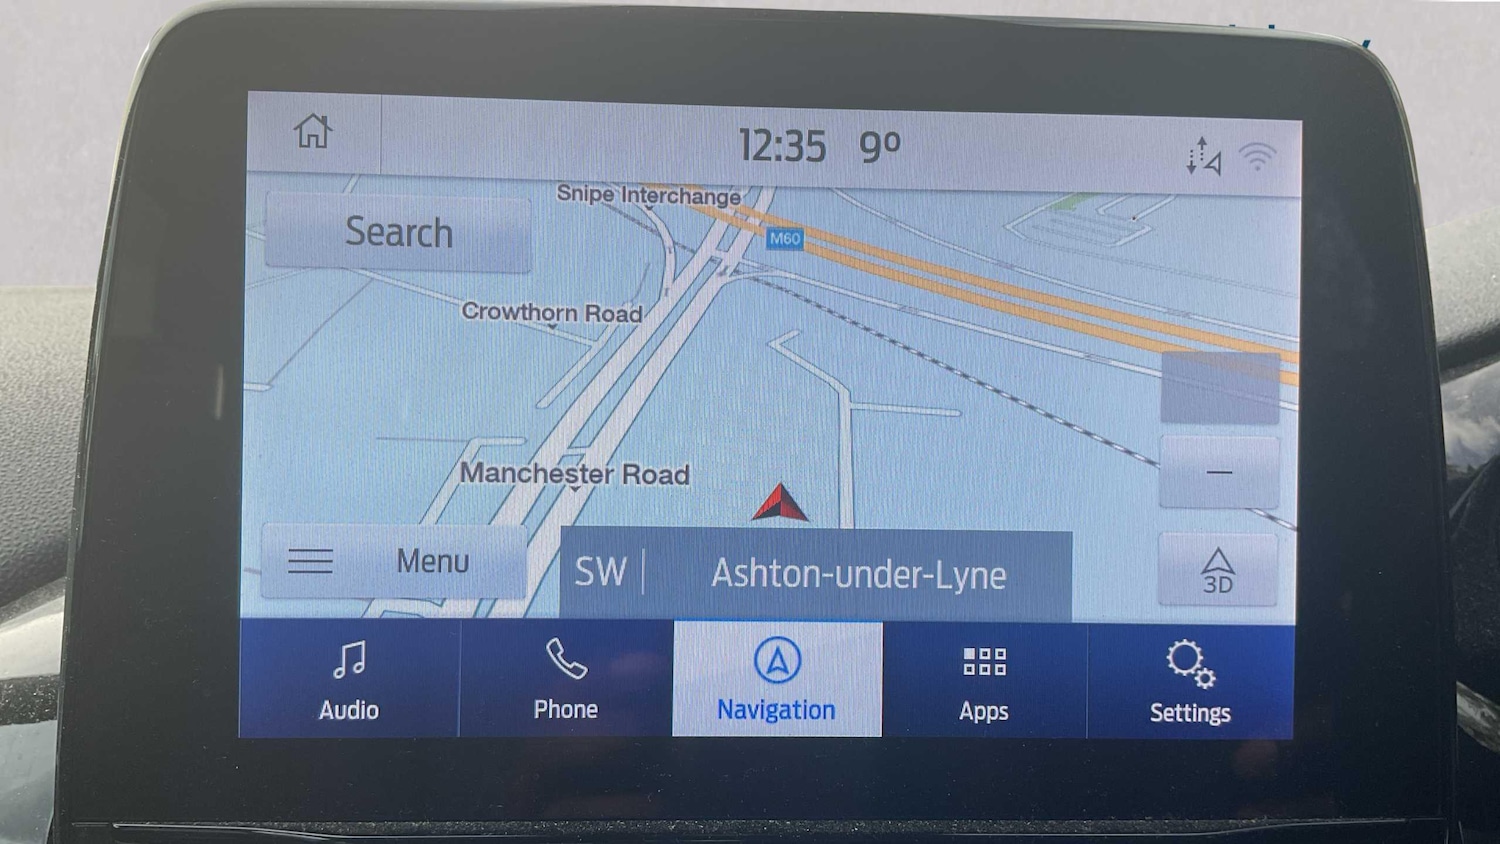 12:35 9º
Snipe Interchange
Search
M60
Crowthorn Road
Manchester Road
–
Menu
SW | Ashton-under-Lyne
3D
Audio
Phone
Navigation
Apps
Settings